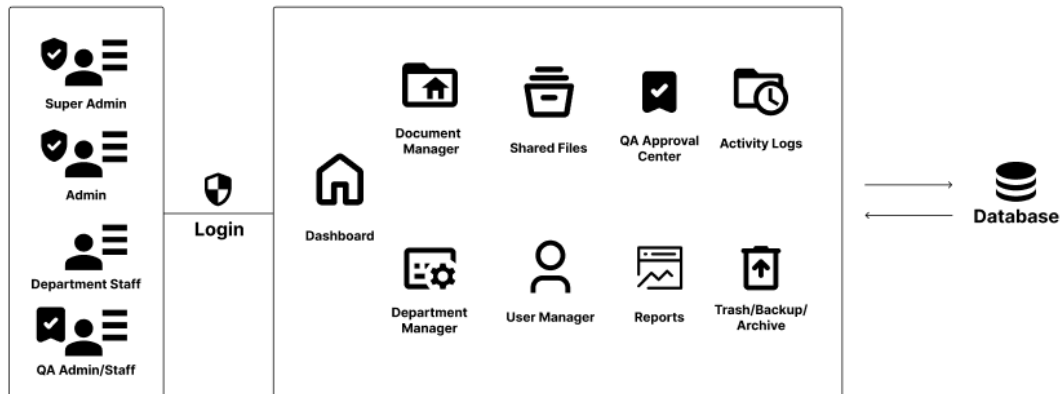 Super Admin
Admin
Department Staff
QA Admin/Staff
Login
Dashboard
Document
Manager
Shared Files
QA Approval
Center
Activity Logs
Department
Manager
User Manager
Reports
Trash/Backup/
Archive
Database